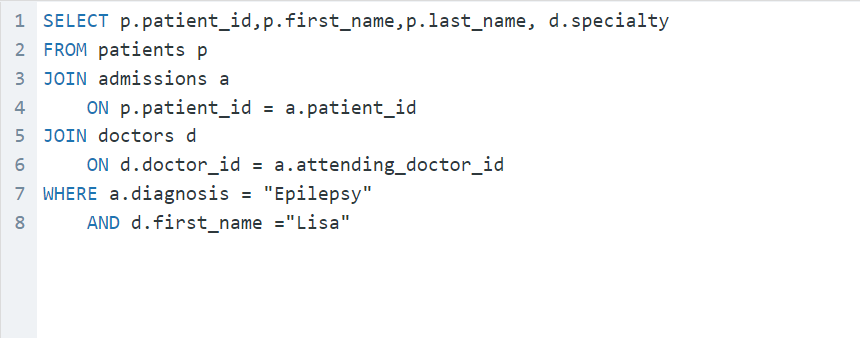 1 SELECT p.patient_id,p.first_name,p.last_name, d.specialty
2 FROM patients p
3 JOIN admissions a
4     ON p.patient_id = a.patient_id
5 JOIN doctors d
6     ON d.doctor_id = a.attending_doctor_id
7 WHERE a.diagnosis = "Epilepsy"
8     AND d.first_name ="Lisa"